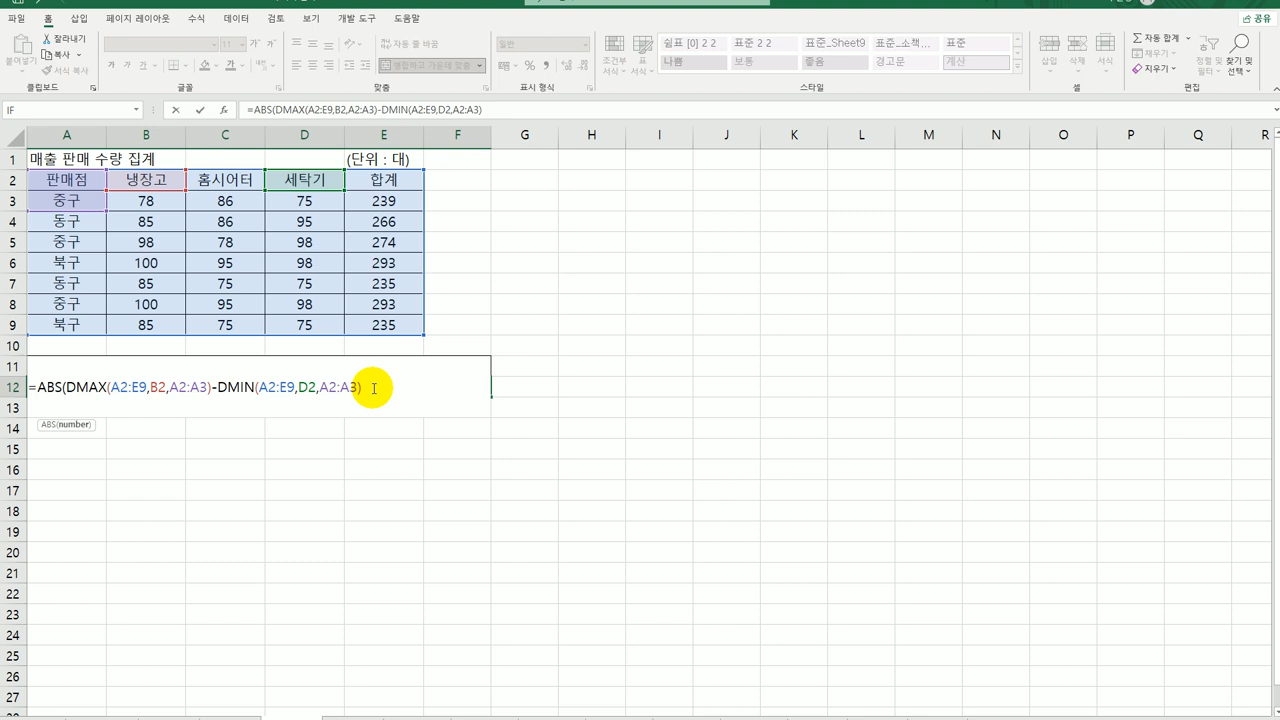 파일 홈 삽입 페이지 레이아웃 수식 데이터 검토 보기 개발 도구 도움말 공유
붙여넣기 잘라내기 11 가 가 자동 줄 바꿈 일반 조건부 서식 표 서식 쉼표 [0] 2 2 표준 2 2 표준_Sheet9 표준_소책... 표준 삽입 삭제 서식 자동 합계 정렬 및 필터 찾기 및 선택
복사 가 가 가 병합하고 가운데 맞춤 % 나쁨 보통 좋음 경고문 계산 채우기
서식 복사 지우기
클립보드 글꼴 맞춤 표시 형식 스타일 셀 편집
IF fx =ABS(DMAX(A2:E9,B2,A2:A3)-DMIN(A2:E9,D2,A2:A3)
A B C D E F G H I J K L M N O P Q R
1 매출 판매 수량 집계 (단위 : 대)
2 판매점 냉장고 홈시어터 세탁기 합계
3 중구 78 86 75 239
4 동구 85 86 95 266
5 중구 98 78 98 274
6 북구 100 95 98 293
7 동구 85 75 75 235
8 중구 100 95 98 293
9 북구 85 75 75 235
10
11
12 =ABS(DMAX(A2:E9,B2,A2:A3)-DMIN(A2:E9,D2,A2:A3)
13
14 ABS(number)
15
16
17
18
19
20
21
22
23
24
25
26
27